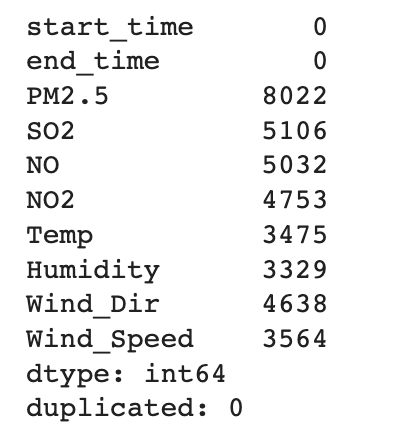 start_time 0
end_time 0
PM2.5 8022
SO2 5106
NO 5032
NO2 4753
Temp 3475
Humidity 3329
Wind_Dir 4638
Wind_Speed 3564
dtype: int64
duplicated: 0